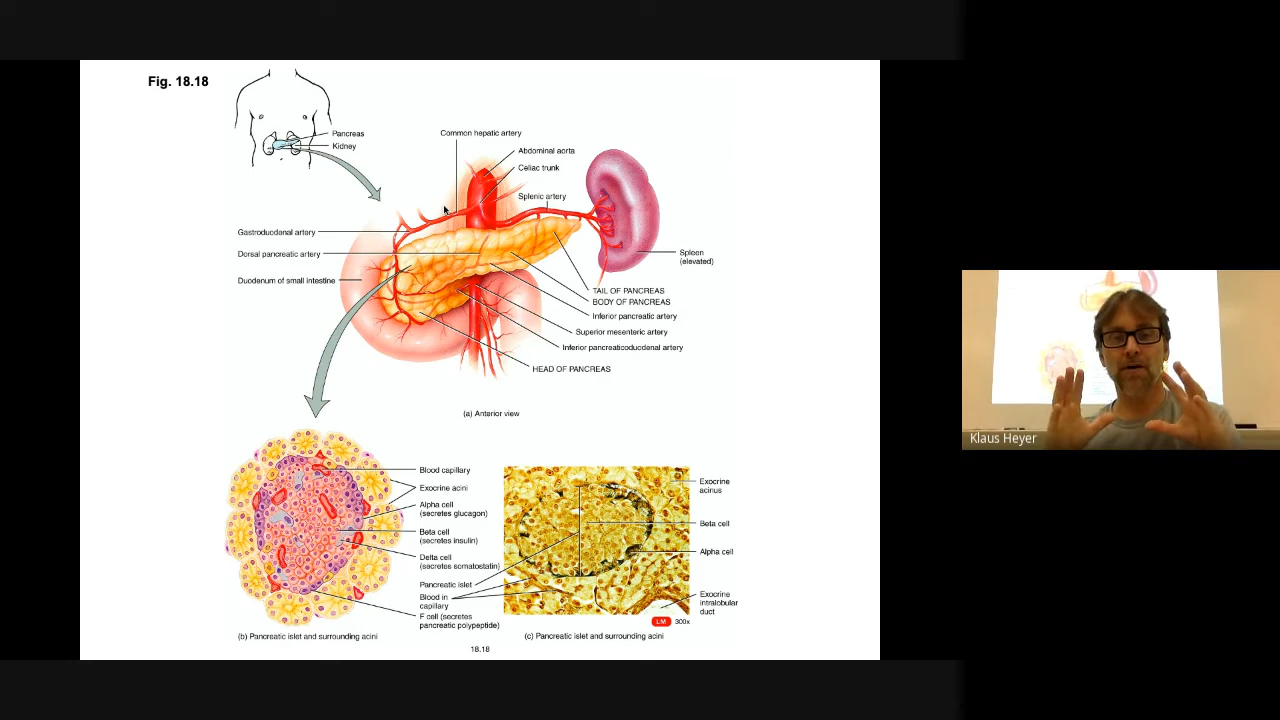 Fig. 18.18
Pancreas
Kidney
Common hepatic artery
Abdominal aorta
Celiac trunk
Splenic artery
Gastroduodenal artery
Dorsal pancreatic artery
Duodenum of small intestine
Spleen
(elevated)
TAIL OF PANCREAS
BODY OF PANCREAS
Inferior pancreatic artery
Superior mesenteric artery
Inferior pancreaticoduodenal artery
HEAD OF PANCREAS
(a) Anterior view
Blood capillary
Exocrine acini
Alpha cell
(secretes glucagon)
Beta cell
(secretes insulin)
Delta cell
(secretes somatostatin)
Pancreatic islet
Blood in
capillary
F cell (secretes
pancreatic polypeptide)
(b) Pancreatic islet and surrounding acini
Exocrine
acinus
Beta cell
Alpha cell
Exocrine
intralobular
duct
LM 300x
(c) Pancreatic islet and surrounding acini
18.18
Klaus Heyer